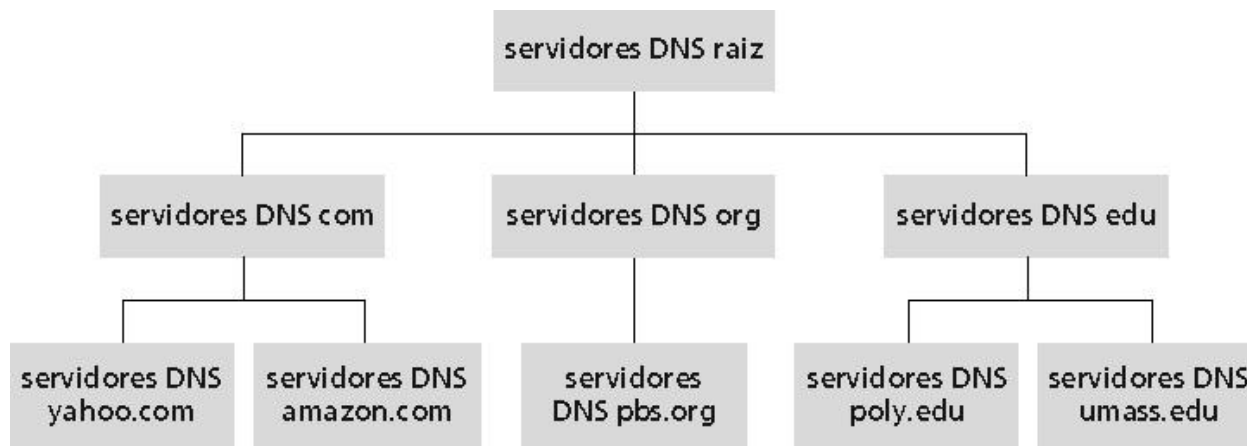 servidores DNS raiz
servidores DNS com
servidores DNS org
servidores DNS edu
servidores DNS
yahoo.com
servidores DNS
amazon.com
servidores
DNS pbs.org
servidores DNS
poly.edu
servidores DNS
umass.edu